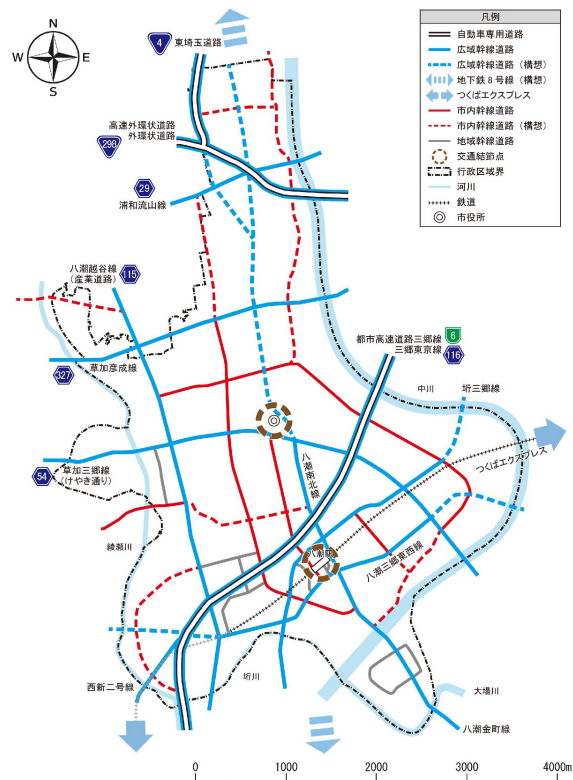 N
W
E
S
4
東埼玉道路
高速外環状道路
外環状道路
298
29
浦和流山線
八潮越谷線
(産業道路)
115
草加彦成線
327
草加三郷線
(けやき通り)
54
都市高速道路三郷線
6
三郷東京線
116
中川
圦三郷線
つくばエクスプレス
八潮南北線
綾瀬川
八潮駅
八潮三郷東西線
西新二号線
圦川
大場川
八潮金町線
凡例
自動車専用道路
広域幹線道路
広域幹線道路(構想)
地下鉄8号線(構想)
つくばエクスプレス
市内幹線道路
市内幹線道路(構想)
地域幹線道路
交通結節点
行政区域界
河川
鉄道
市役所
0
1000
2000
3000
4000m